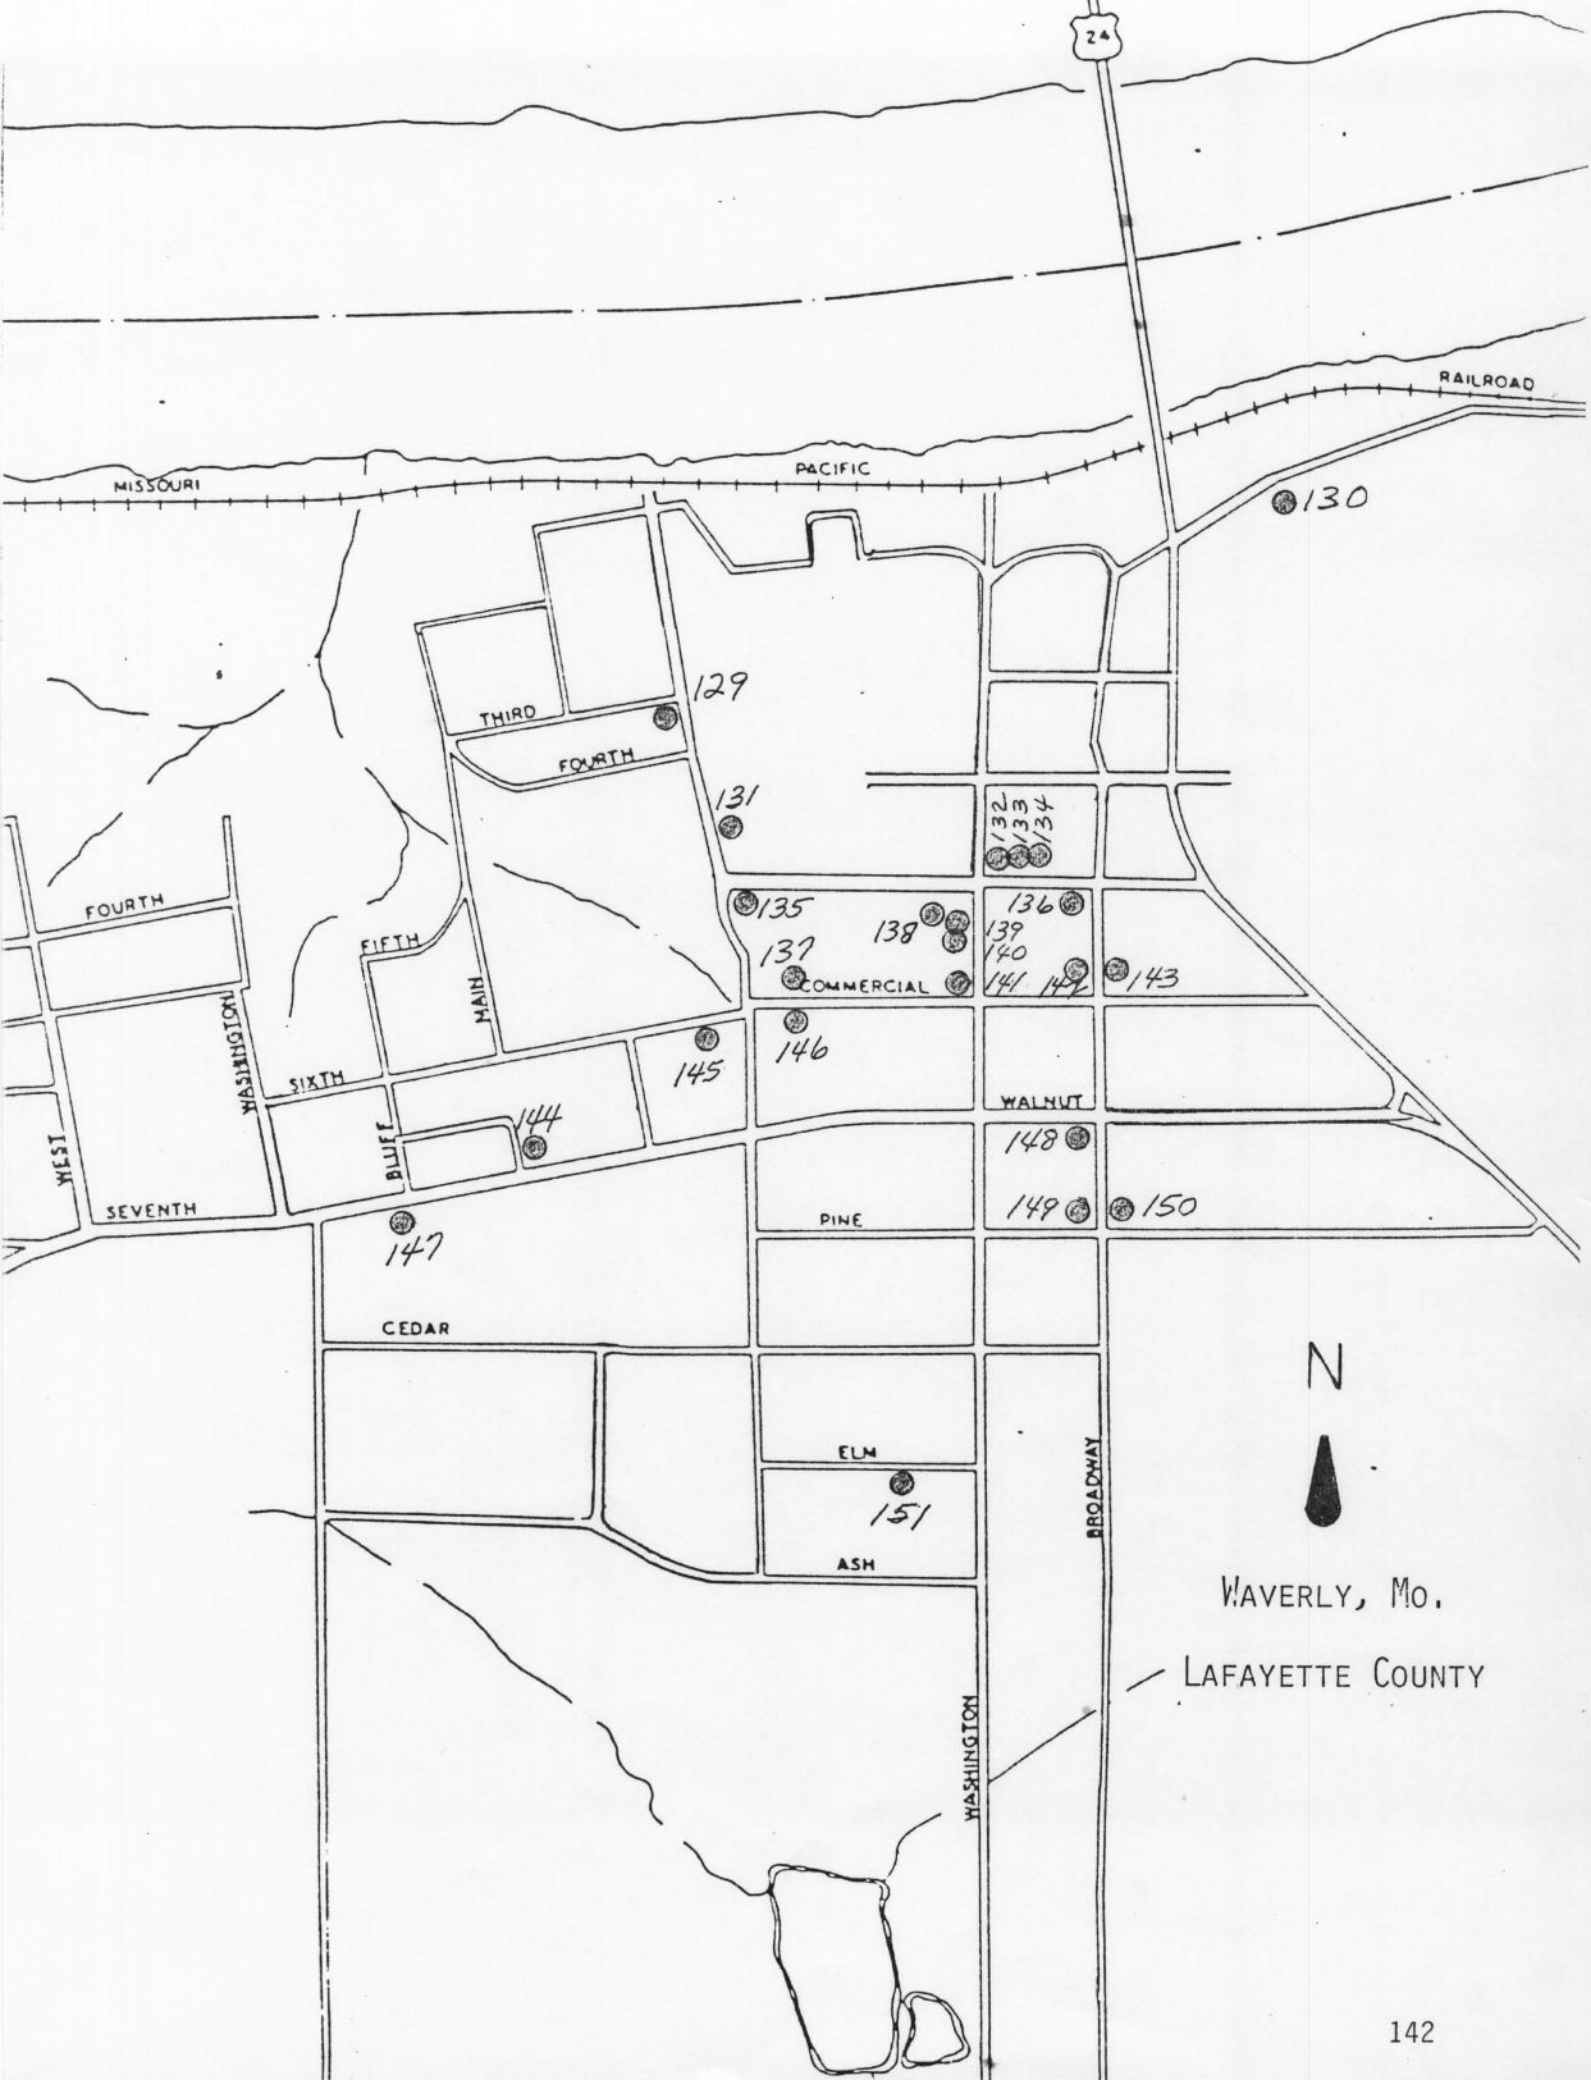 24
RAILROAD
PACIFIC
MISSOURI
130
129
THIRD
FOURTH
131
132
133
134
FOURTH
135
136
138
139
FIFTH
137
140
COMMERCIAL
141
142
143
MAIN
WASHINGTON
146
145
SIXTH
WALNUT
144
BLUFF
148
WEST
SEVENTH
PINE
149
150
147
CEDAR
N
ELM
BROADWAY
151
ASH
WAVERLY, MO.
LAFAYETTE COUNTY
WASHINGTON
142